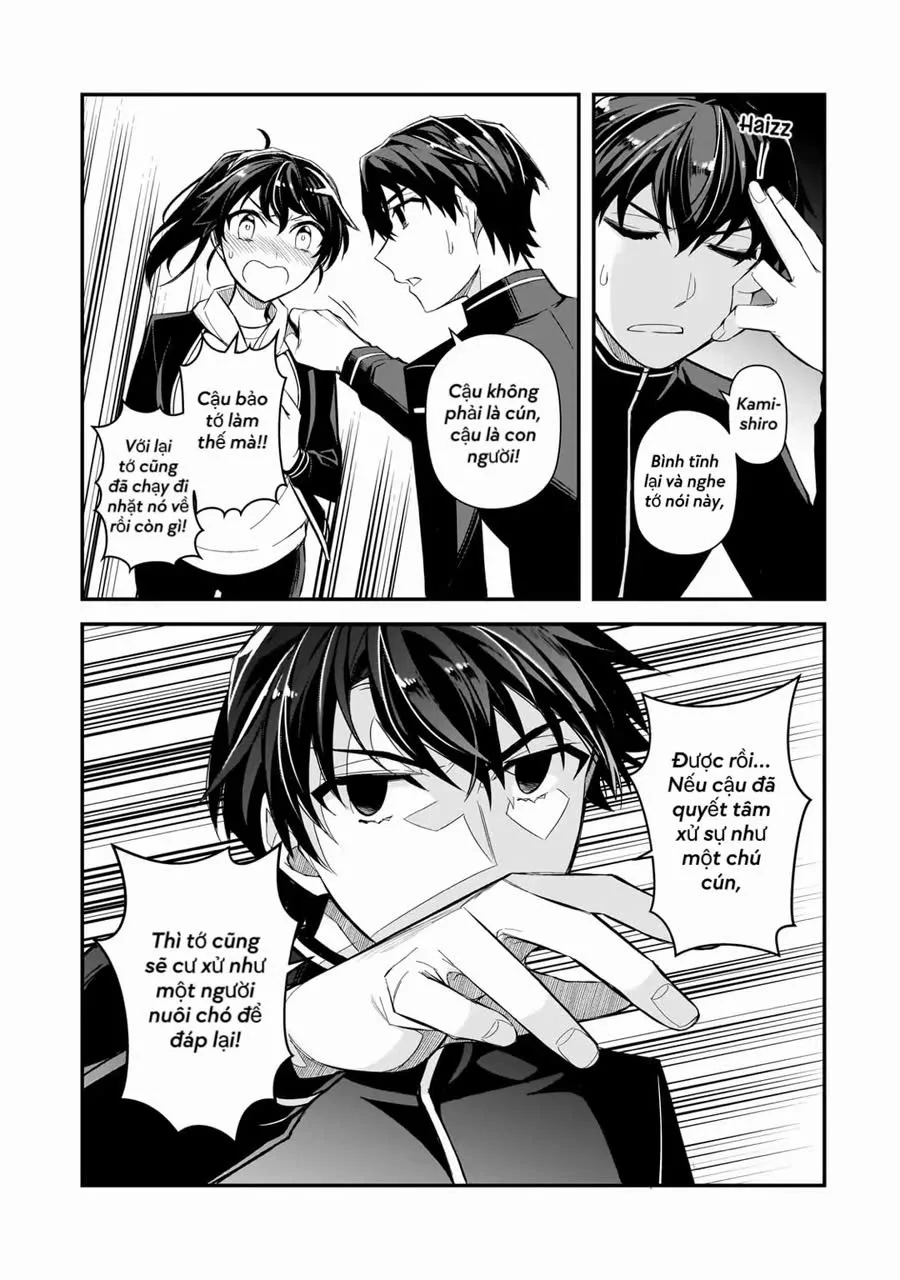 Haizz
Kami-
shiro
Bình tĩnh
lại và nghe
tớ nói này,
Cậu không
phải là cún,
cậu là con
người!
Cậu bảo
tớ làm
thế mà!!
Với lại
tớ cũng
đã chạy đi
nhặt nó về
rồi còn gì!
Được rồi...
Nếu cậu đã
quyết tâm
xử sự như
một chú
cún,
Thì tớ cũng
sẽ cư xử như
một người
nuôi chó để
đáp lại!